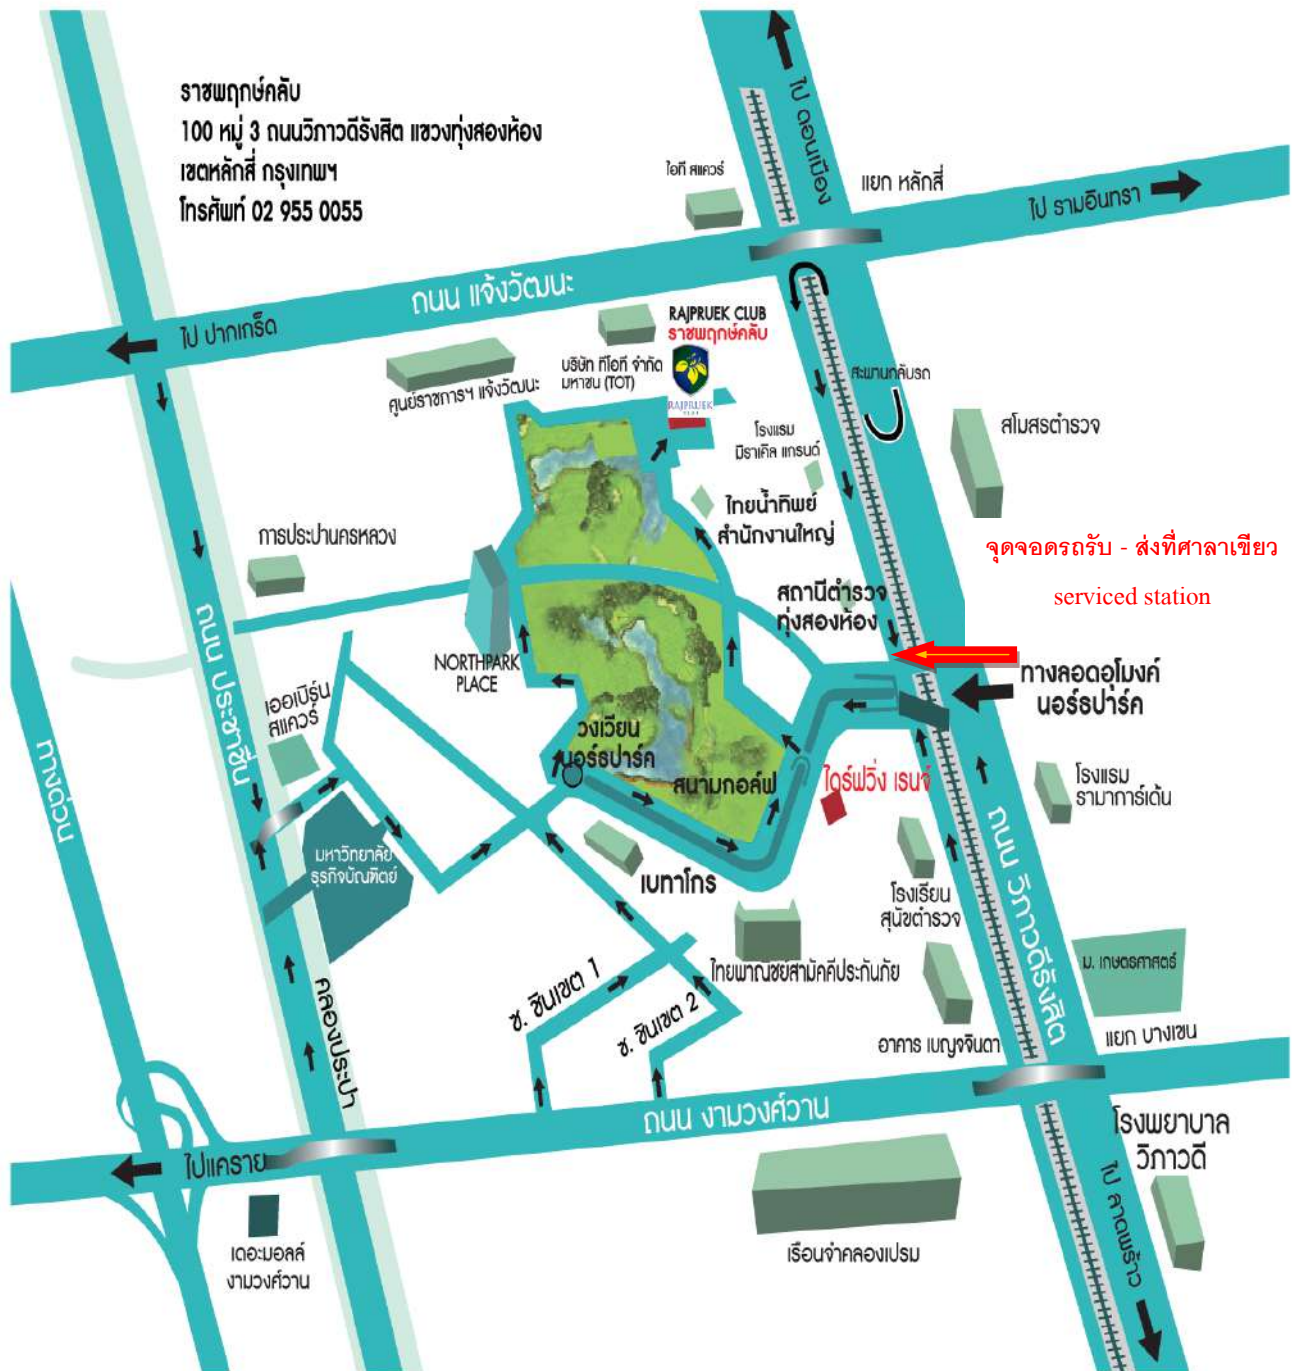 ราชพฤกษ์คลับ
100 หมู่ 3 ถนนวิภาวดีรังสิต แขวงทุ่งสองห้อง
เขตหลักสี่ กรุงเทพฯ
โทรศัพท์ 02 955 0055
ไป ดอนเมือง
ไอที สแควร์
แยก หลักสี่
ไป รามอินทรา
ถนน แจ้งวัฒนะ
ไป ปากเกร็ด
RAJPRUEK CLUB
ราชพฤกษ์คลับ
RAJPRUEK
CLUB
บริษัท ทีโอที จำกัด
มหาชน (TOT)
ศูนย์ราชการฯ แจ้งวัฒนะ
สะพานกลับรถ
สโมสรตำรวจ
โรงแรม
มิราเคิล แกรนด์
ไทยน้ำทิพย์
สำนักงานใหญ่
การประปานครหลวง
จุดจอดรถรับ - ส่งที่ศาลาเขียว
serviced station
สถานีตำรวจ
ทุ่งสองห้อง
ถนน ประชาชื่น
NORTHPARK
PLACE
ทางลอดอุโมงค์
นอร์ธปาร์ค
เออเบิร์น
สแควร์
วงเวียน
นอร์ธปาร์ค
สนามกอล์ฟ
ไดร์ฟวิ่ง เรนจ์
โรงแรม
รามาการ์เด้น
ทางด่วน
มหาวิทยาลัย
ธุรกิจบัณฑิตย์
เบทาโกร
โรงเรียน
สุนัขตำรวจ
ถนน วิภาวดีรังสิต
ไทยพาณิชย์สามัคคีประกันภัย
ม. เกษตรศาสตร์
ซ. ชินเขต 1
ซ. ชินเขต 2
คลองประปา
อาคาร เบญจจินดา
แยก บางเขน
ถนน งามวงศ์วาน
ไปแคราย
โรงพยาบาล
วิภาวดี
ไป ลาดพร้าว
เดอะมอลล์
งามวงศ์วาน
เรือนจำคลองเปรม